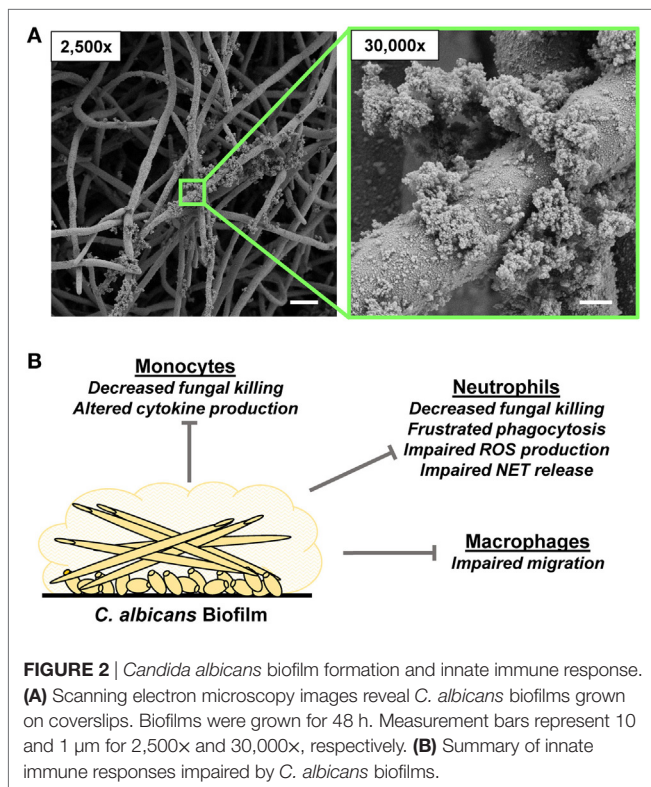 A
2,500x
30,000x
B
Monocytes
Decreased fungal killing
Altered cytokine production
Neutrophils
Decreased fungal killing
Frustrated phagocytosis
Impaired ROS production
Impaired NET release
Macrophages
Impaired migration
C. albicans Biofilm
FIGURE 2 | Candida albicans biofilm formation and innate immune response.
(A) Scanning electron microscopy images reveal C. albicans biofilms grown
on coverslips. Biofilms were grown for 48 h. Measurement bars represent 10
and 1 µm for 2,500× and 30,000×, respectively. (B) Summary of innate
immune responses impaired by C. albicans biofilms.